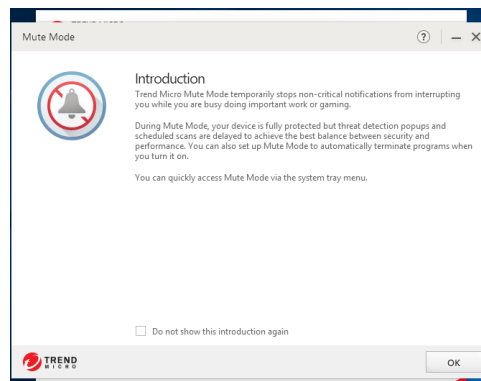 Mute Mode
?
Introduction
Trend Micro Mute Mode temporarily stops non-critical notifications from interrupting
you while you are busy doing important work or gaming.
During Mute Mode, your device is fully protected but threat detection popups and
scheduled scans are delayed to achieve the best balance between security and
performance. You can also set up Mute Mode to automatically terminate programs when
you turn it on.
You can quickly access Mute Mode via the system tray menu.
Do not show this introduction again
TREND
MICRO
OK